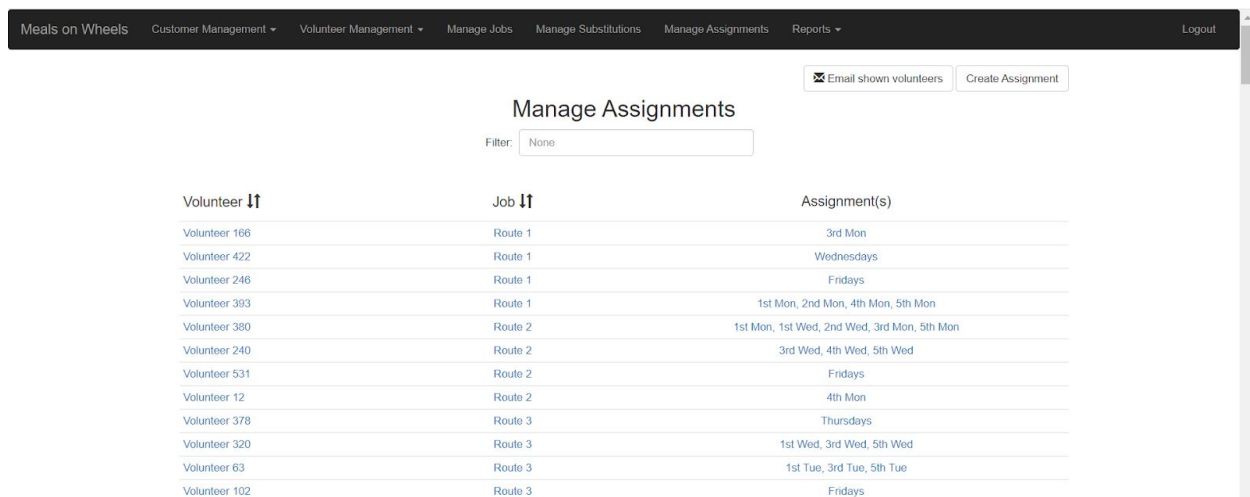 Meals on Wheels Customer Management Volunteer Management Manage Jobs Manage Substitutions Manage Assignments Reports Logout
Email shown volunteers Create Assignment
Manage Assignments
Filter: None
Volunteer Job Assignment(s)
Volunteer 166 Route 1 3rd Mon
Volunteer 422 Route 1 Wednesdays
Volunteer 246 Route 1 Fridays
Volunteer 393 Route 1 1st Mon, 2nd Mon, 4th Mon, 5th Mon
Volunteer 380 Route 2 1st Mon, 1st Wed, 2nd Wed, 3rd Mon, 5th Mon
Volunteer 240 Route 2 3rd Wed, 4th Wed, 5th Wed
Volunteer 531 Route 2 Fridays
Volunteer 12 Route 2 4th Mon
Volunteer 378 Route 3 Thursdays
Volunteer 320 Route 3 1st Wed, 3rd Wed, 5th Wed
Volunteer 63 Route 3 1st Tue, 3rd Tue, 5th Tue
Volunteer 102 Route 3 Fridays